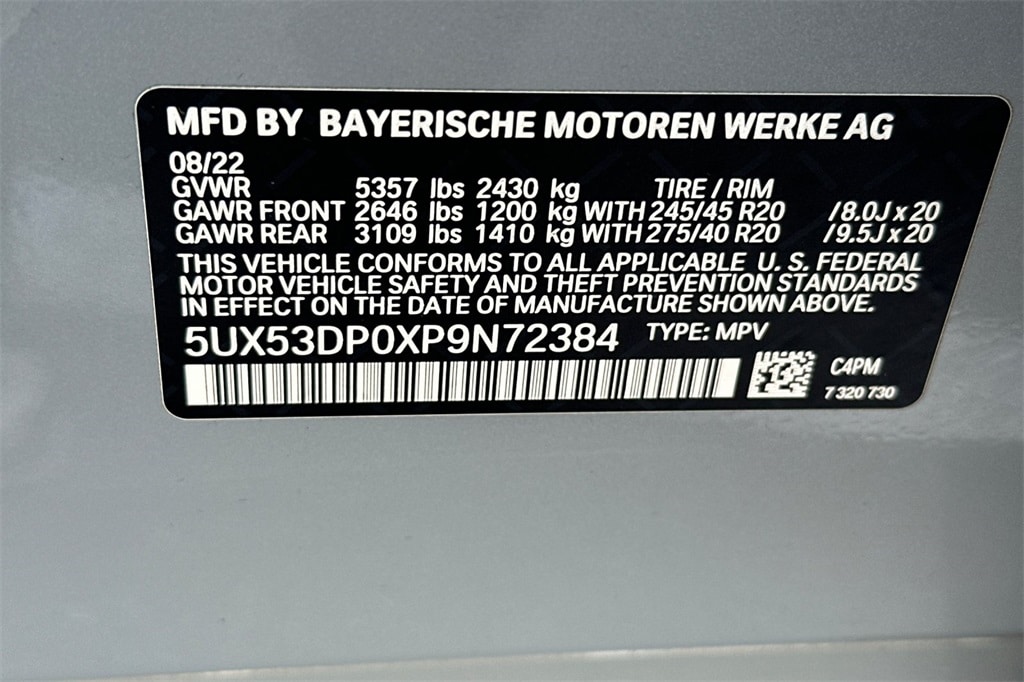 MFD BY BAYERISCHE MOTOREN WERKE AG
08/22
GVWR 5357 lbs 2430 kg TIRE / RIM
GAWR FRONT 2646 lbs 1200 kg WITH 245/45 R20 /8.0J x 20
GAWR REAR 3109 lbs 1410 kg WITH 275/40 R20 /9.5J x 20
THIS VEHICLE CONFORMS TO ALL APPLICABLE U. S. FEDERAL
MOTOR VEHICLE SAFETY AND THEFT PREVENTION STANDARDS
IN EFFECT ON THE DATE OF MANUFACTURE SHOWN ABOVE.
5UX53DP0XP9N72384 TYPE: MPV
C4PM
7 320 730